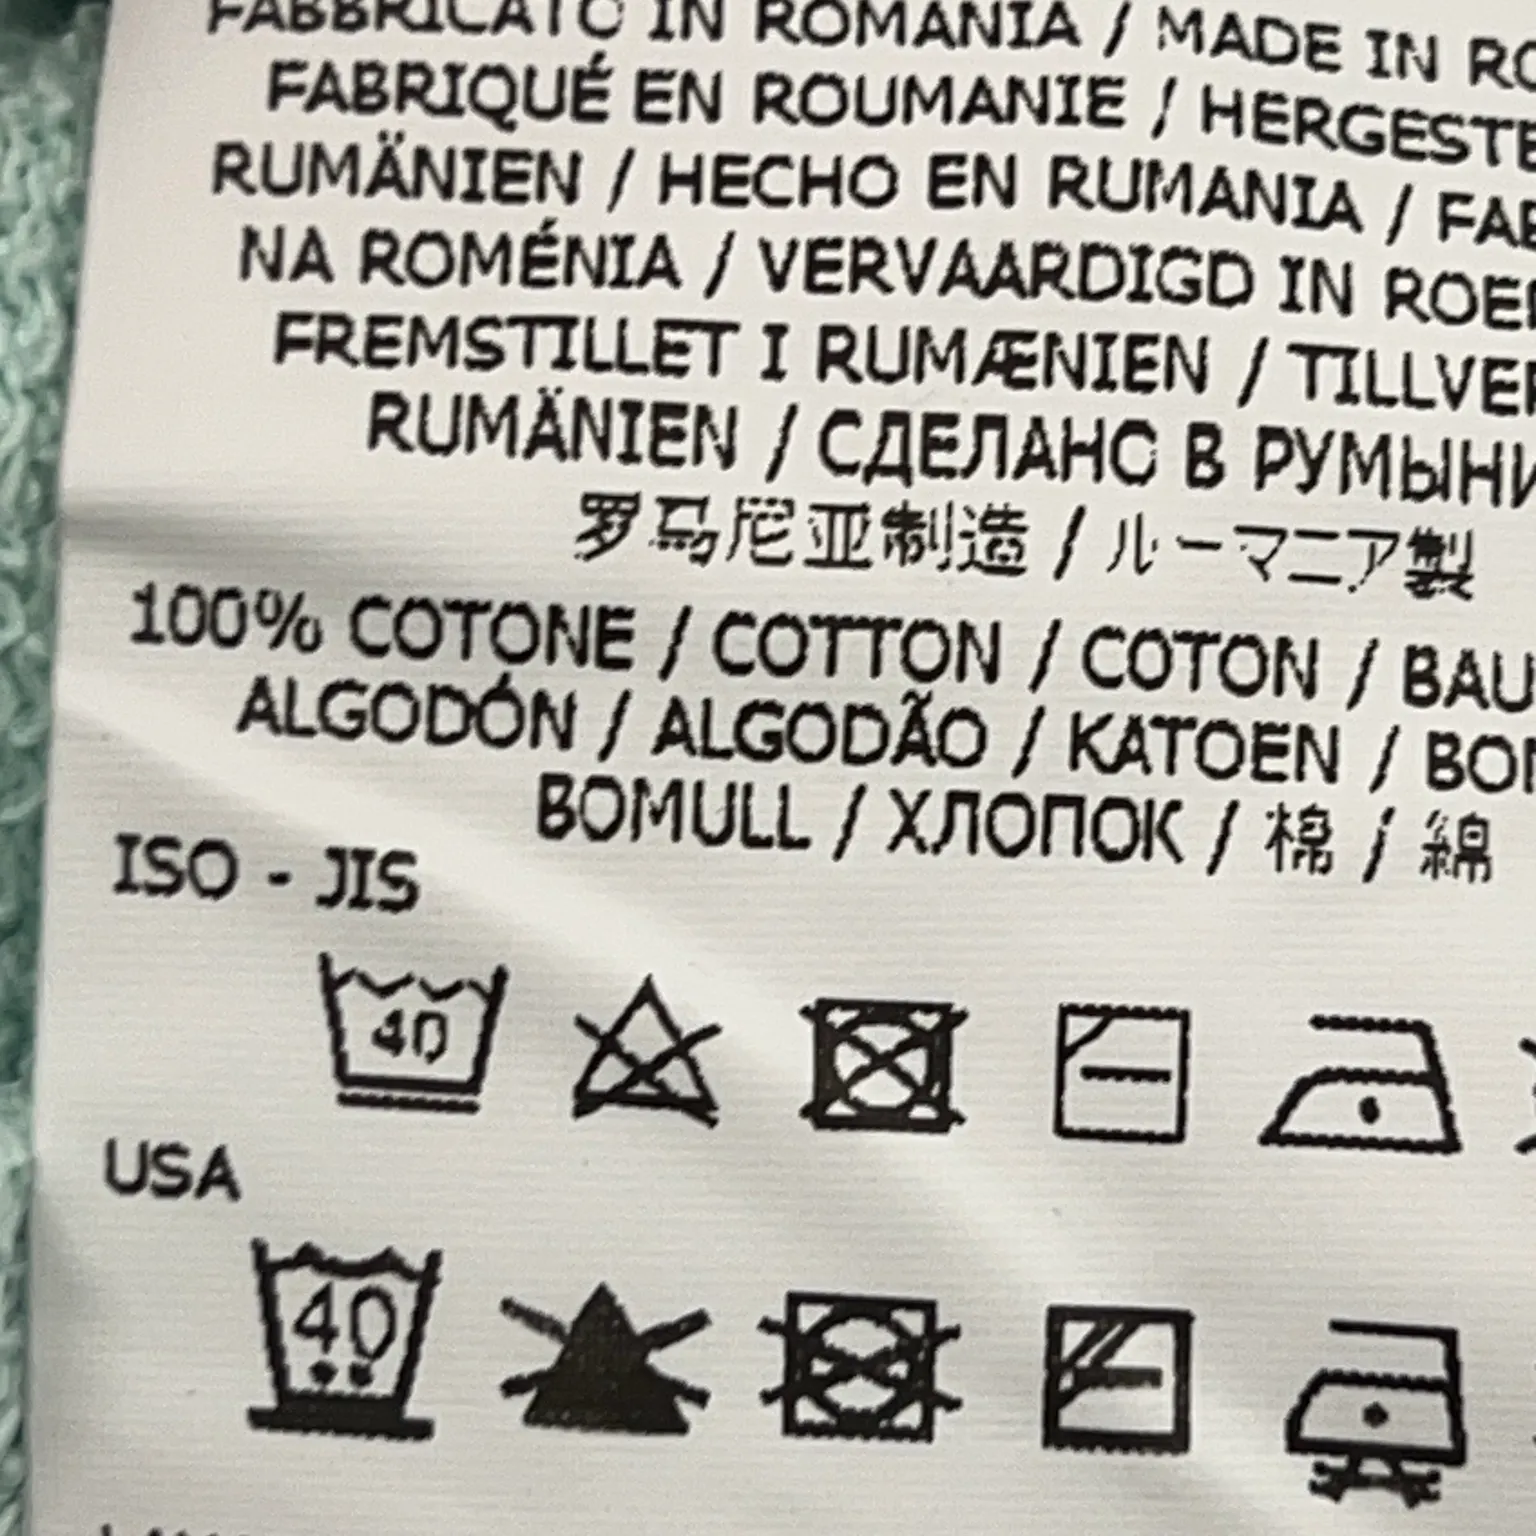 FABBRICATO IN ROMANIA / MADE IN RO
FABRIQUÉ EN ROUMANIE / HERGESTE
RUMÄNIEN / HECHO EN RUMANIA / FAB
NA ROMÉNIA / VERVAARDIGD IN ROE
FREMSTILLET I RUMÆNIEN / TILLVER
RUMÄNIEN / СДЕЛАНО В РУМЫНИ
罗马尼亚制造 / ルーマニア製
100% COTONE / COTTON / COTON / BAU
ALGODÓN / ALGODÃO / KATOEN / BOM
BOMULL / ХЛОПОК / 棉 / 綿
ISO - JIS
40
USA
40